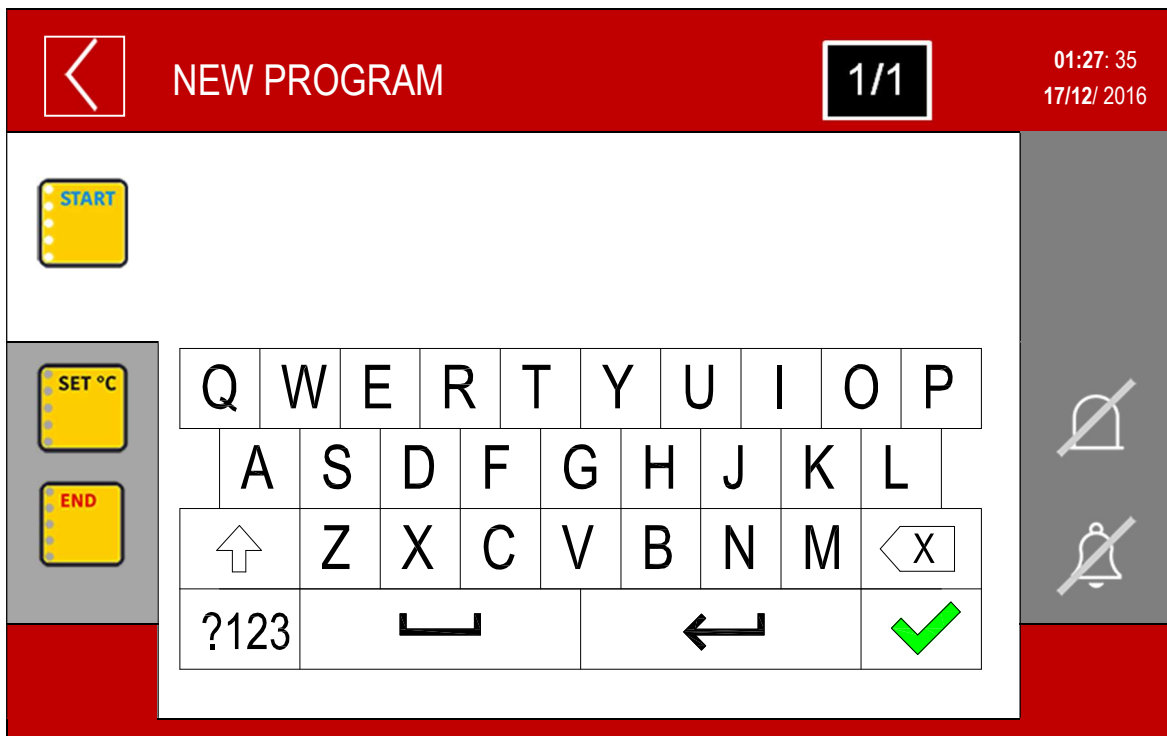 NEW PROGRAM
1/1
01:27: 35
17/12/ 2016
START
SET °C
END
Q W E R T Y U I O P
A S D F G H J K L
Z X C V B N M X
?123